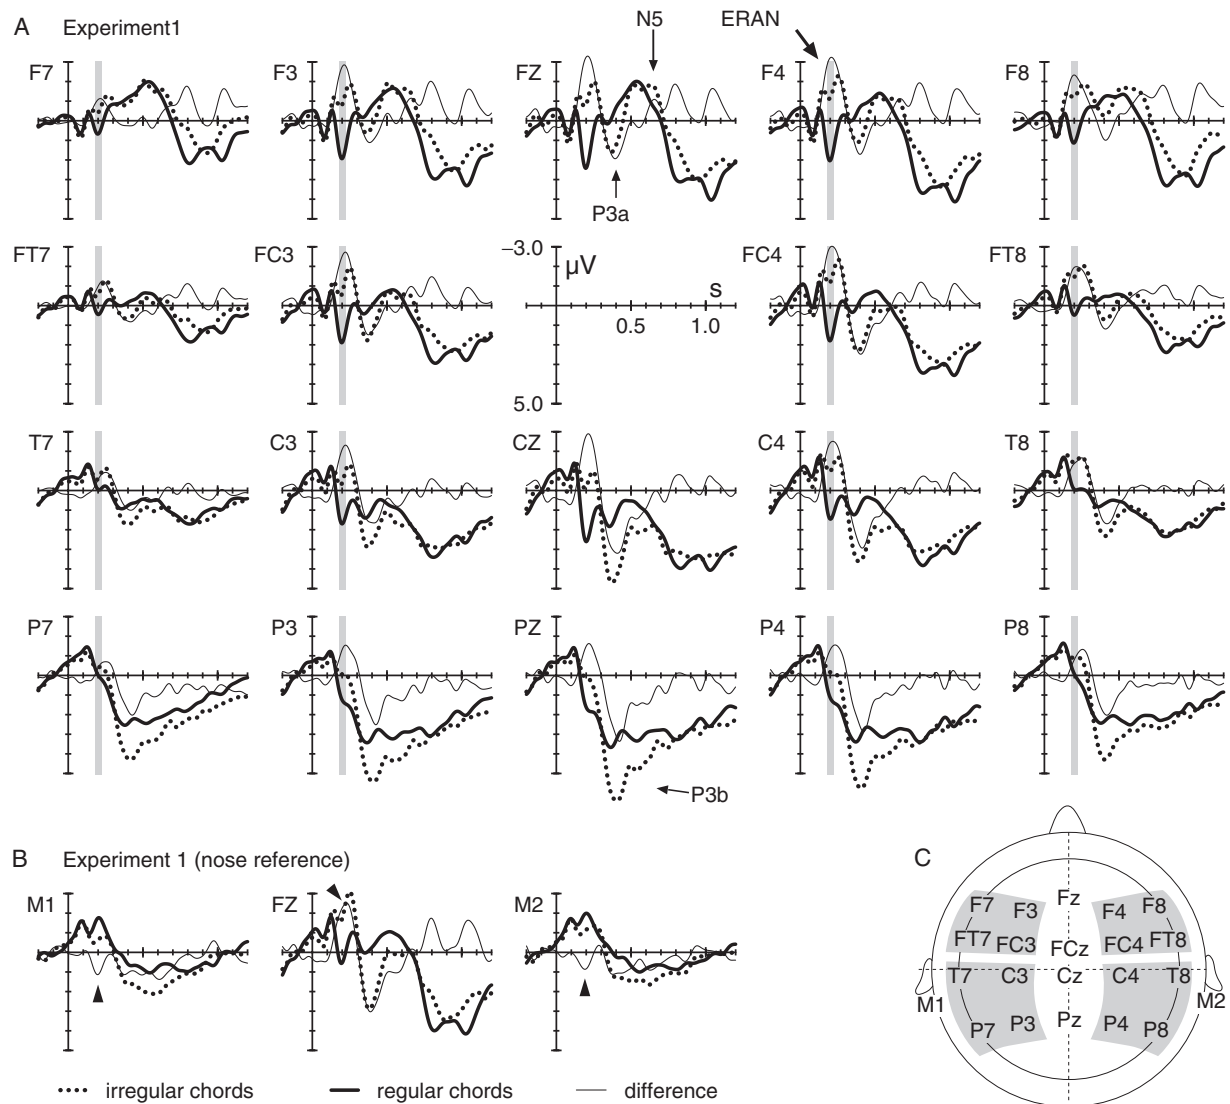 A Experiment1
N5 ERAN
F7 F3 FZ F4 F8
P3a
FT7 FC3 −3.0 µV s FC4 FT8
0.5 1.0
5.0
T7 C3 CZ C4 T8
P7 P3 PZ P4 P8
P3b
B Experiment 1 (nose reference)
M1 FZ M2
irregular chords regular chords difference
C
F7 F3 Fz F4 F8
FT7 FC3 FCz FC4 FT8
T7 C3 Cz C4 T8
M1 M2
P7 P3 Pz P4 P8